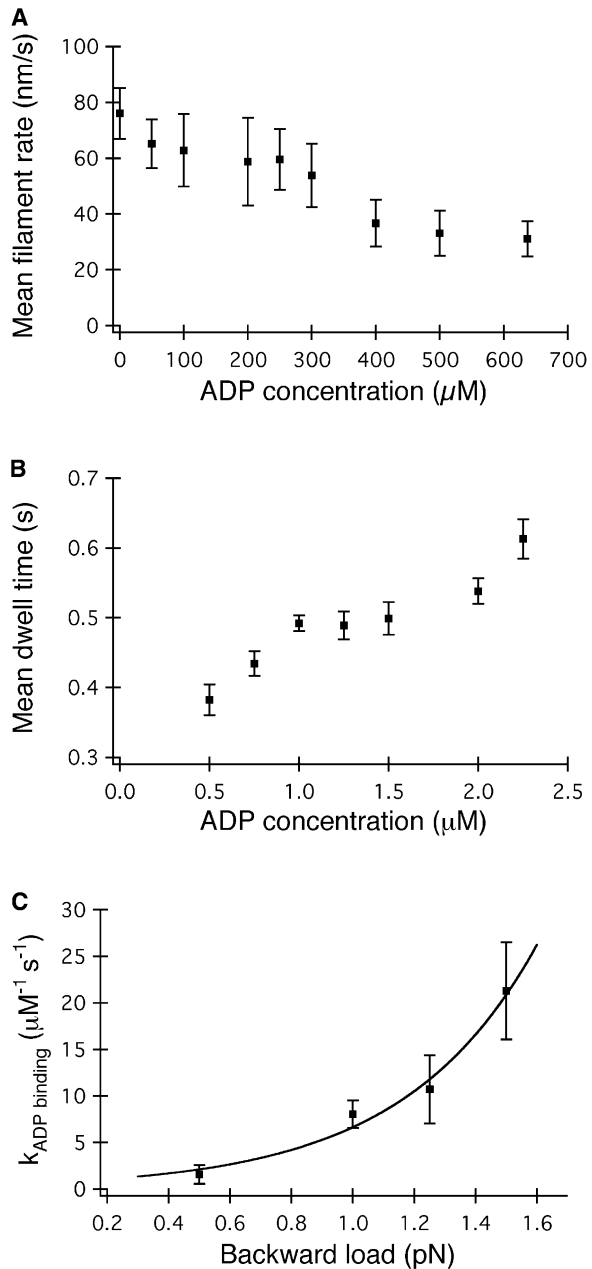 A
Mean filament rate (nm/s)
100
80
60
40
20
0
0 100 200 300 400 500 600 700
ADP concentration (µM)
B
Mean dwell time (s)
0.7
0.6
0.5
0.4
0.3
0.0 0.5 1.0 1.5 2.0 2.5
ADP concentration (μM)
C
k_ADP binding (μM⁻¹ s⁻¹)
30
25
20
15
10
5
0
0.2 0.4 0.6 0.8 1.0 1.2 1.4 1.6
Backward load (pN)